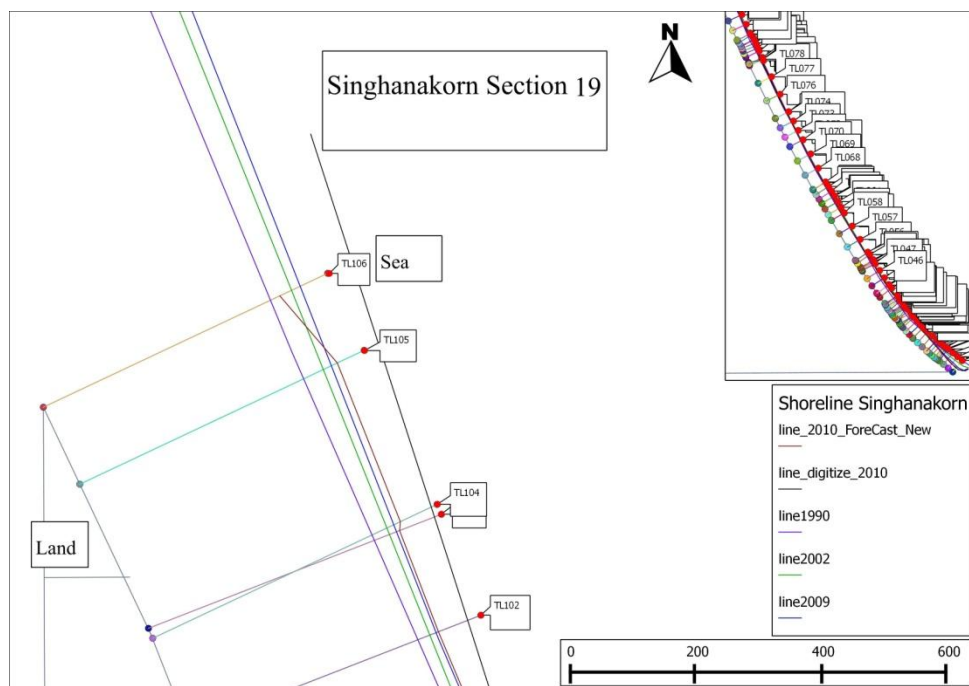 Singhanakorn Section 19
N
TL078
TL077
TL076
TL074
TL070
TL069
TL068
TL058
TL057
TL047
TL046
TL106
Sea
TL105
TL104
TL102
Land
Shoreline Singhanakorn
line_2010_ForeCast_New
line_digitize_2010
line1990
line2002
line2009
0 200 400 600